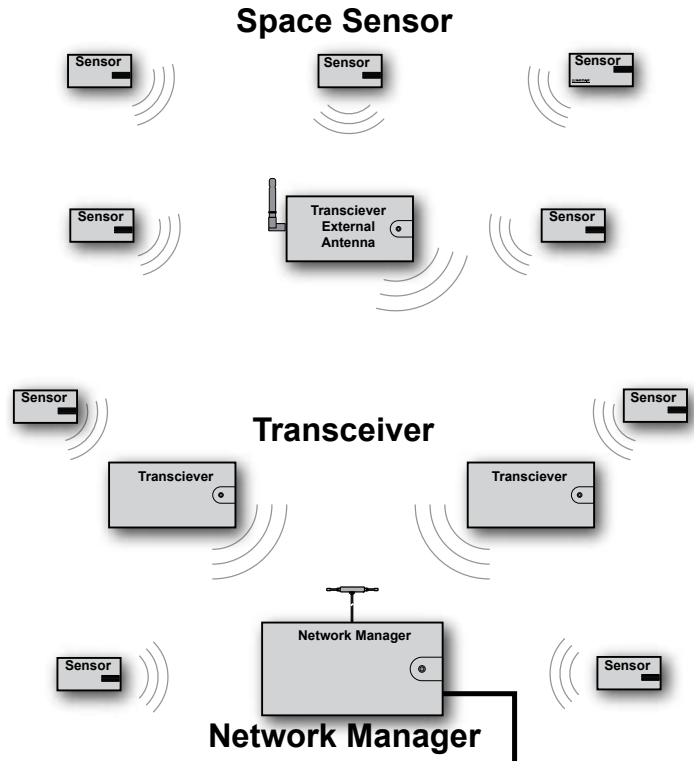 Space Sensor
Sensor
Sensor
Sensor
Sensor
Transciever
External
Antenna
Sensor
Sensor
Sensor
Transceiver
Transciever
Transciever
Network Manager
Sensor
Sensor
Network Manager